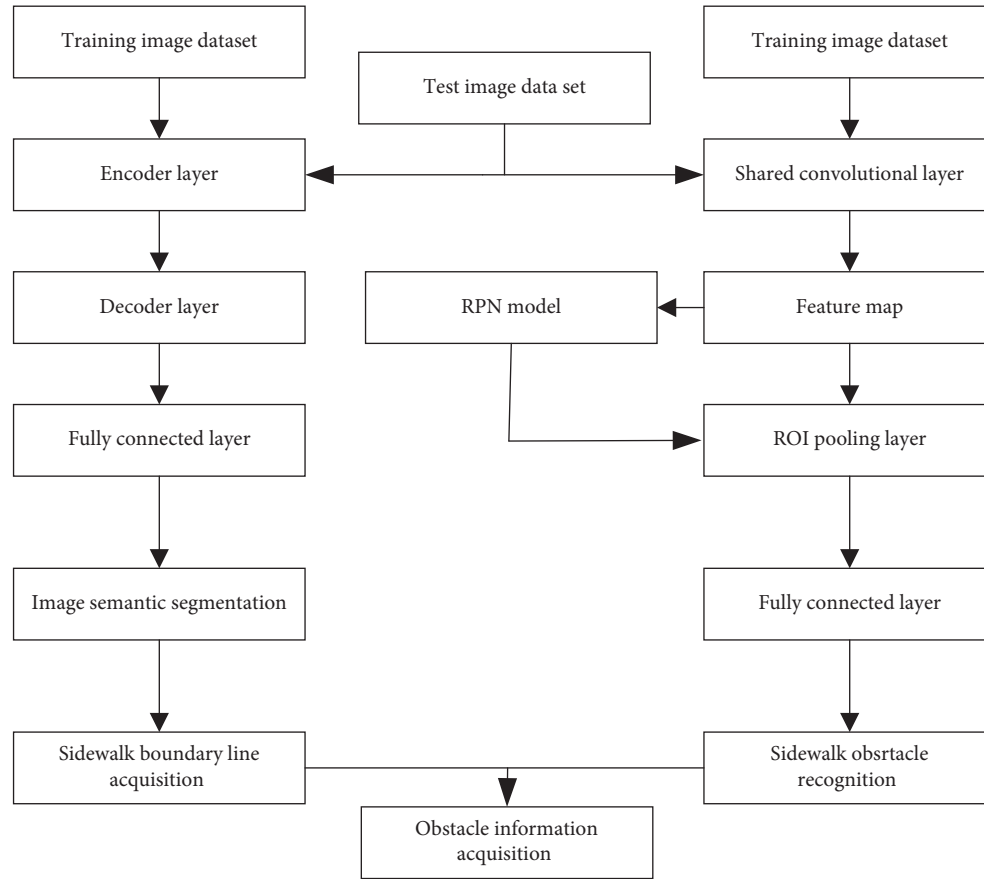 Training image dataset
Training image dataset
Test image data set
Encoder layer
Shared convolutional layer
Decoder layer
RPN model
Feature map
Fully connected layer
ROI pooling layer
Image semantic segmentation
Fully connected layer
Sidewalk boundary line
acquisition
Sidewalk obsrtacle
recognition
Obstacle information
acquisition